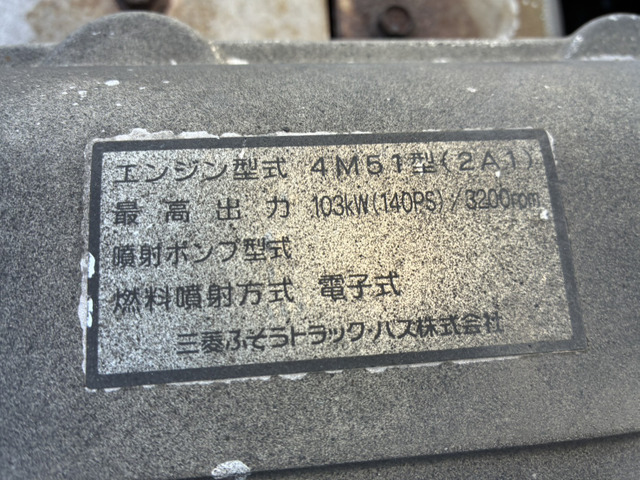 エンジン型式 4M51型(2A1)
最高出力 103kW(140PS)/3200rpm
噴射ポンプ型式
燃料噴射方式 電子式
三菱ふそうトラック・バス株式会社